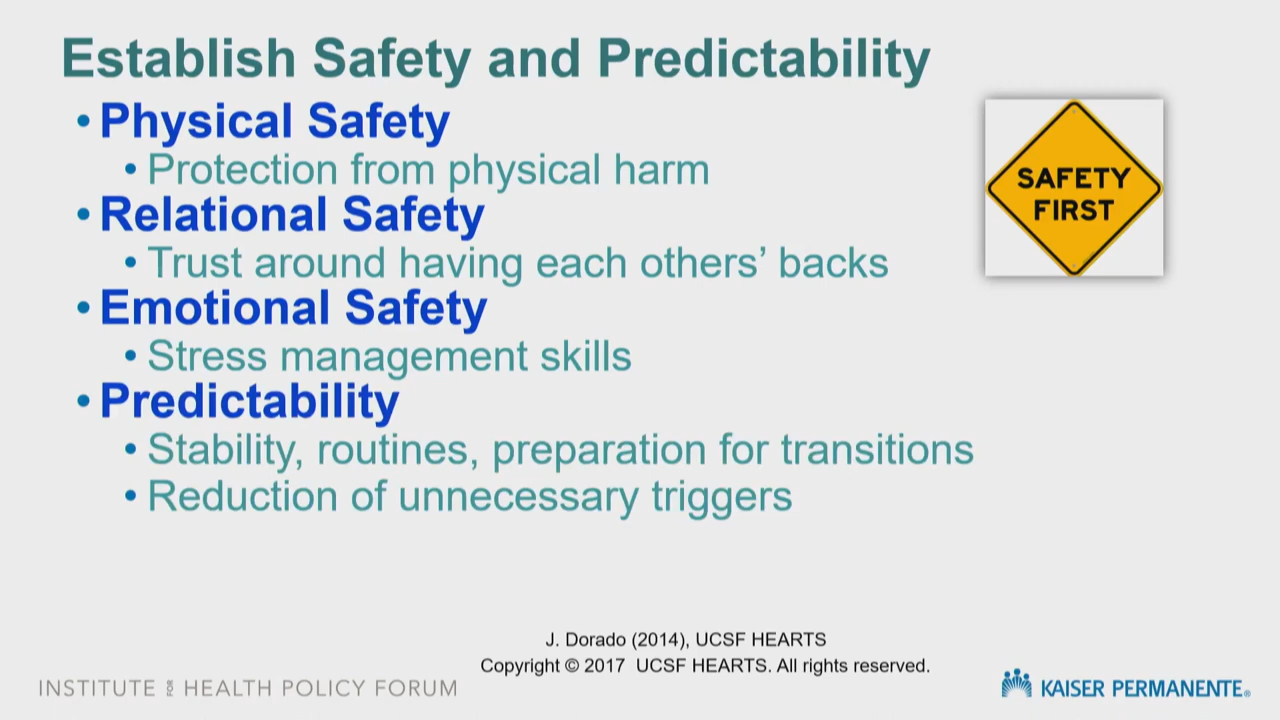 Establish Safety and Predictability
• Physical Safety
• Protection from physical harm
• Relational Safety
• Trust around having each others’ backs
• Emotional Safety
• Stress management skills
• Predictability
• Stability, routines, preparation for transitions
• Reduction of unnecessary triggers
SAFETY
FIRST
J. Dorado (2014), UCSF HEARTS
Copyright © 2017 UCSF HEARTS. All rights reserved.
INSTITUTE FOR HEALTH POLICY FORUM
KAISER PERMANENTE®